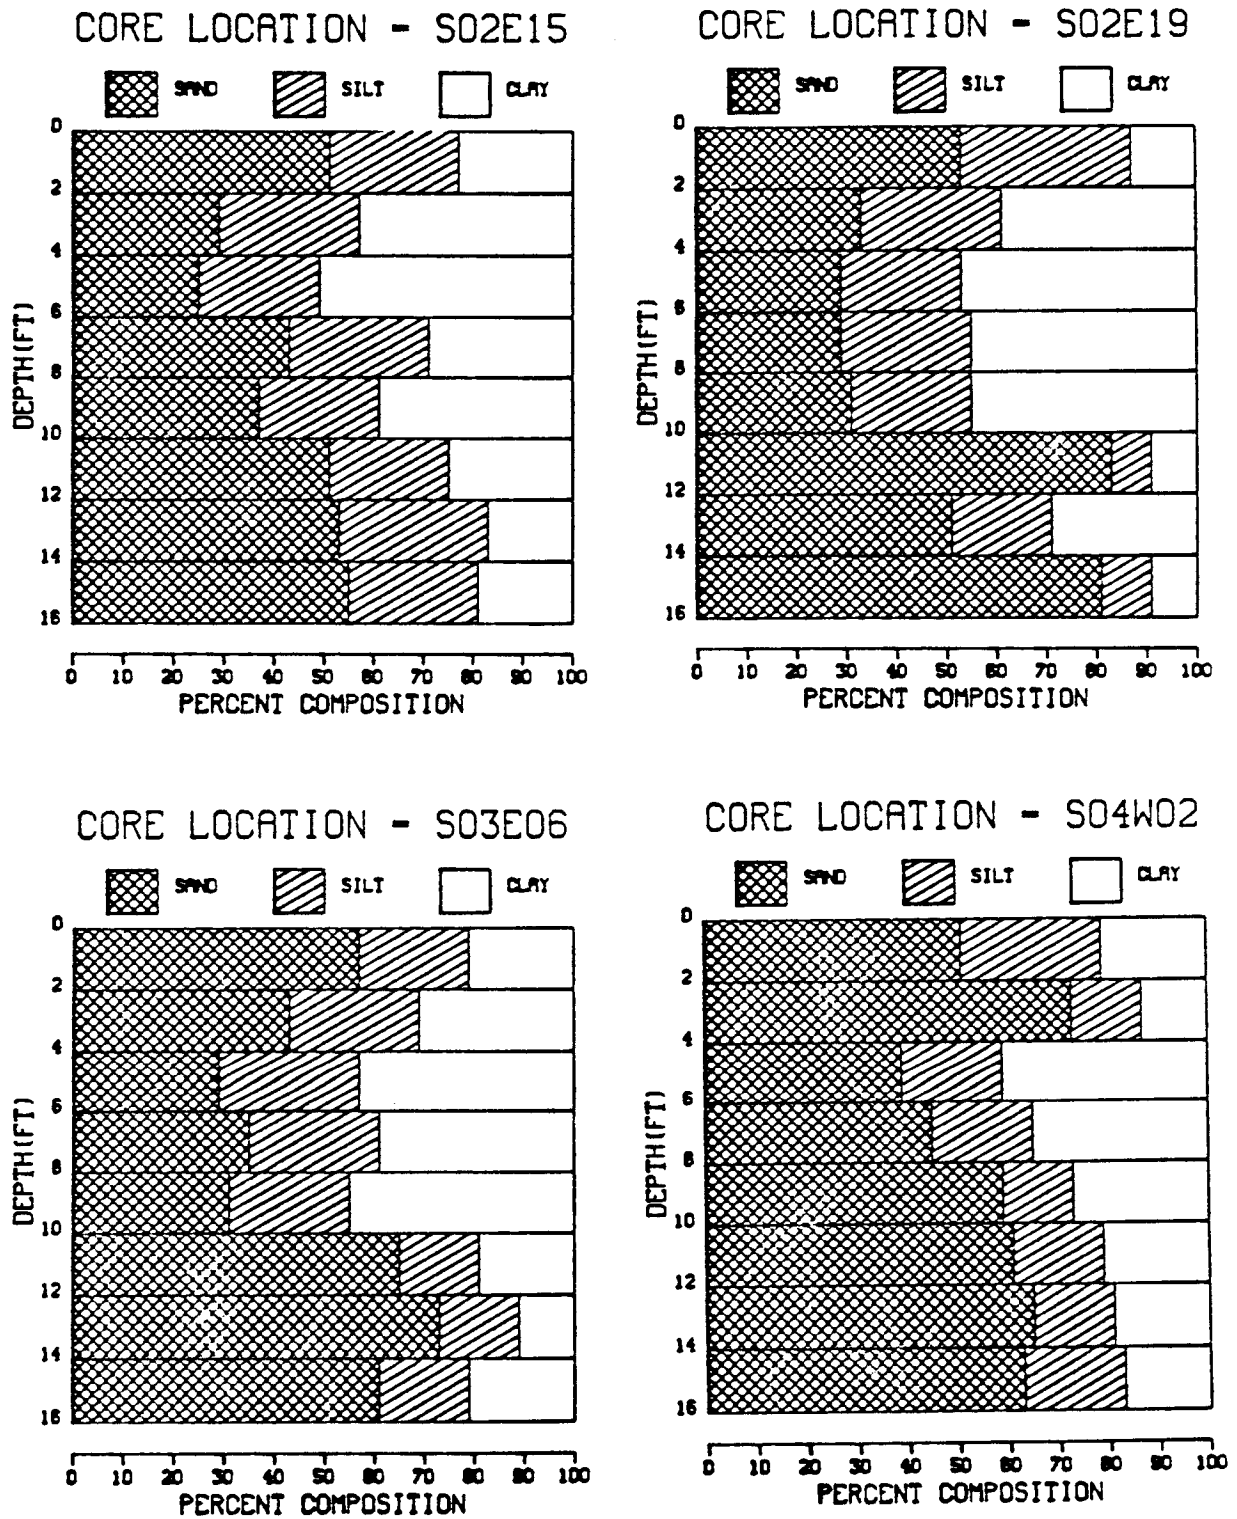 CORE LOCATION - S02E15
SAND SILT CLAY
0
2
4
6
8
10
12
14
16
DEPTH(FT)
0 10 20 30 40 50 60 70 80 90 100
PERCENT COMPOSITION
CORE LOCATION - S02E19
SAND SILT CLAY
0
2
4
6
8
10
12
14
16
DEPTH(FT)
0 10 20 30 40 50 60 70 80 90 100
PERCENT COMPOSITION
CORE LOCATION - S03E06
SAND SILT CLAY
0
2
4
6
8
10
12
14
16
DEPTH(FT)
0 10 20 30 40 50 60 70 80 90 100
PERCENT COMPOSITION
CORE LOCATION - S04W02
SAND SILT CLAY
0
2
4
6
8
10
12
14
16
DEPTH(FT)
0 10 20 30 40 50 60 70 80 90 100
PERCENT COMPOSITION